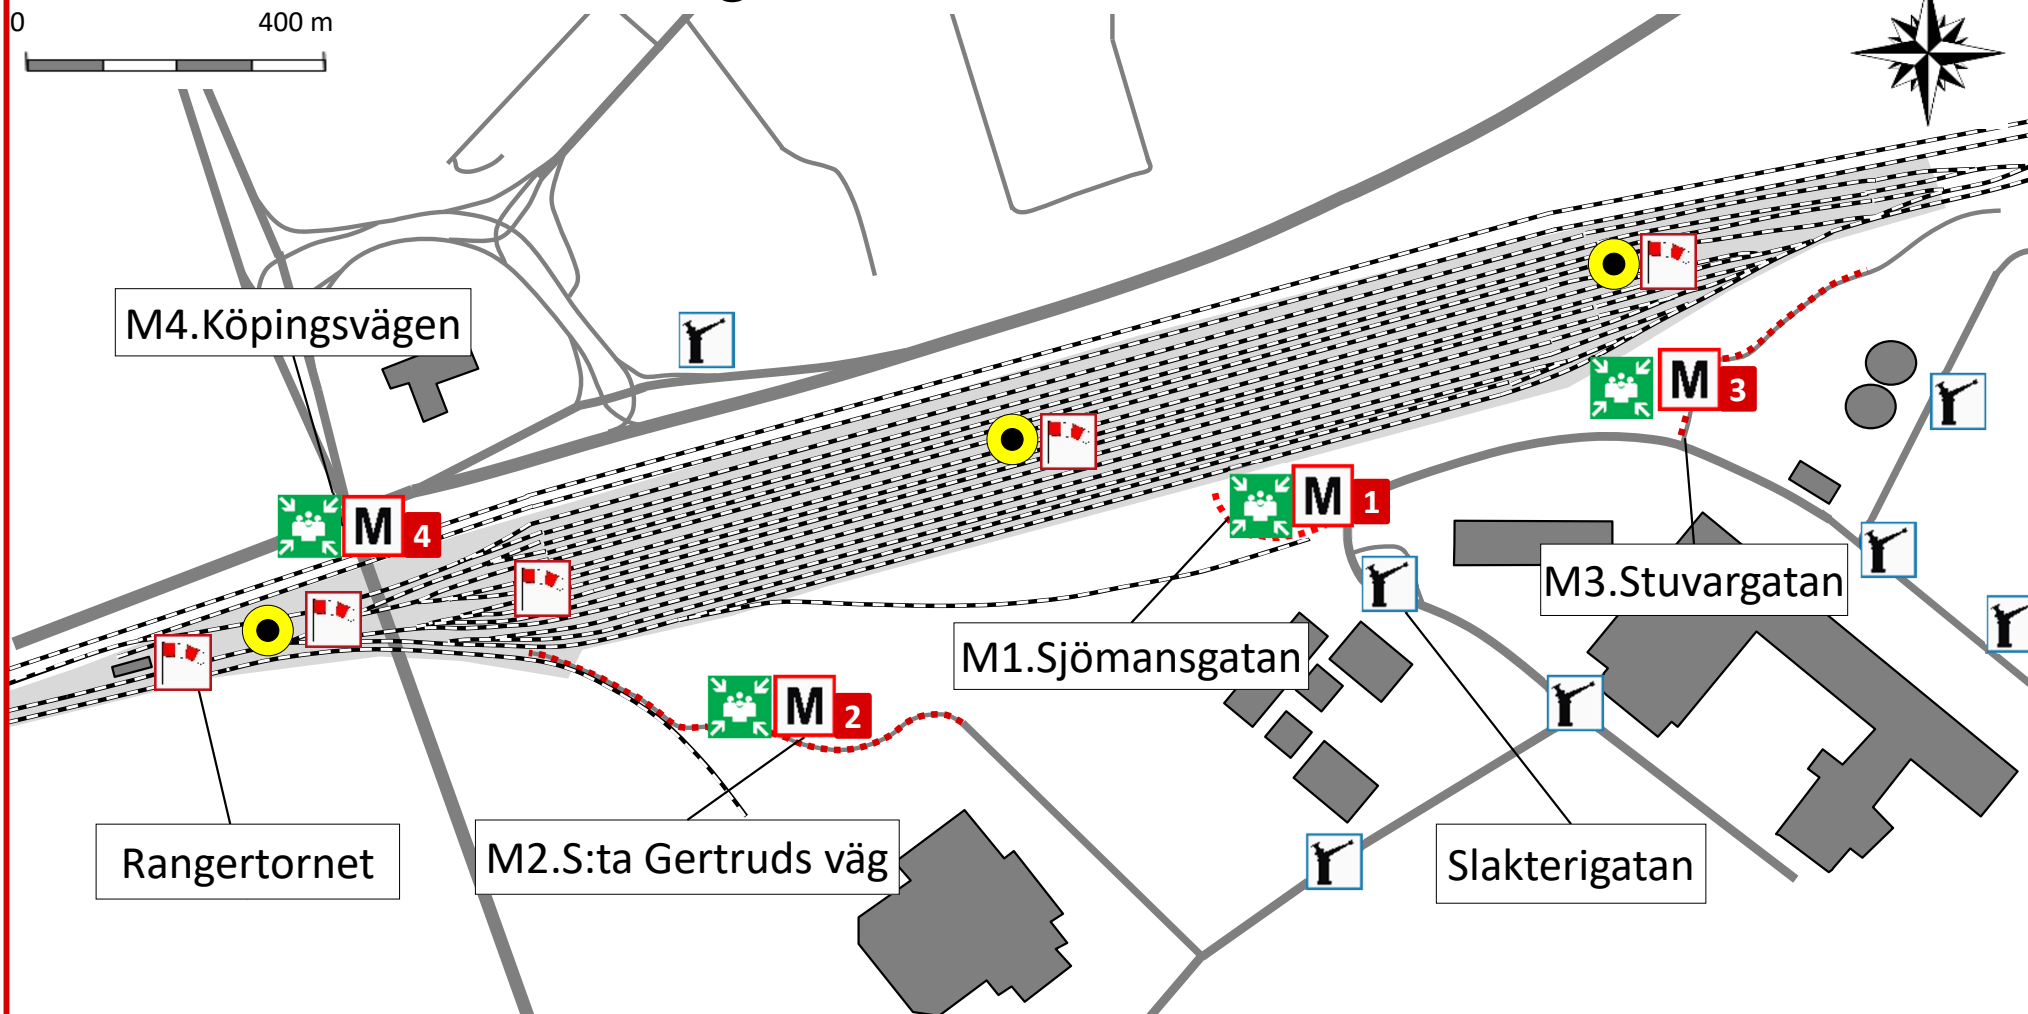 0
400 m
M4.Köpingsvägen
M
3
M
1
M
4
M3.Stuvargatan
M1.Sjömansgatan
M
2
Rangertornet
M2.S:ta Gertruds väg
Slakterigatan